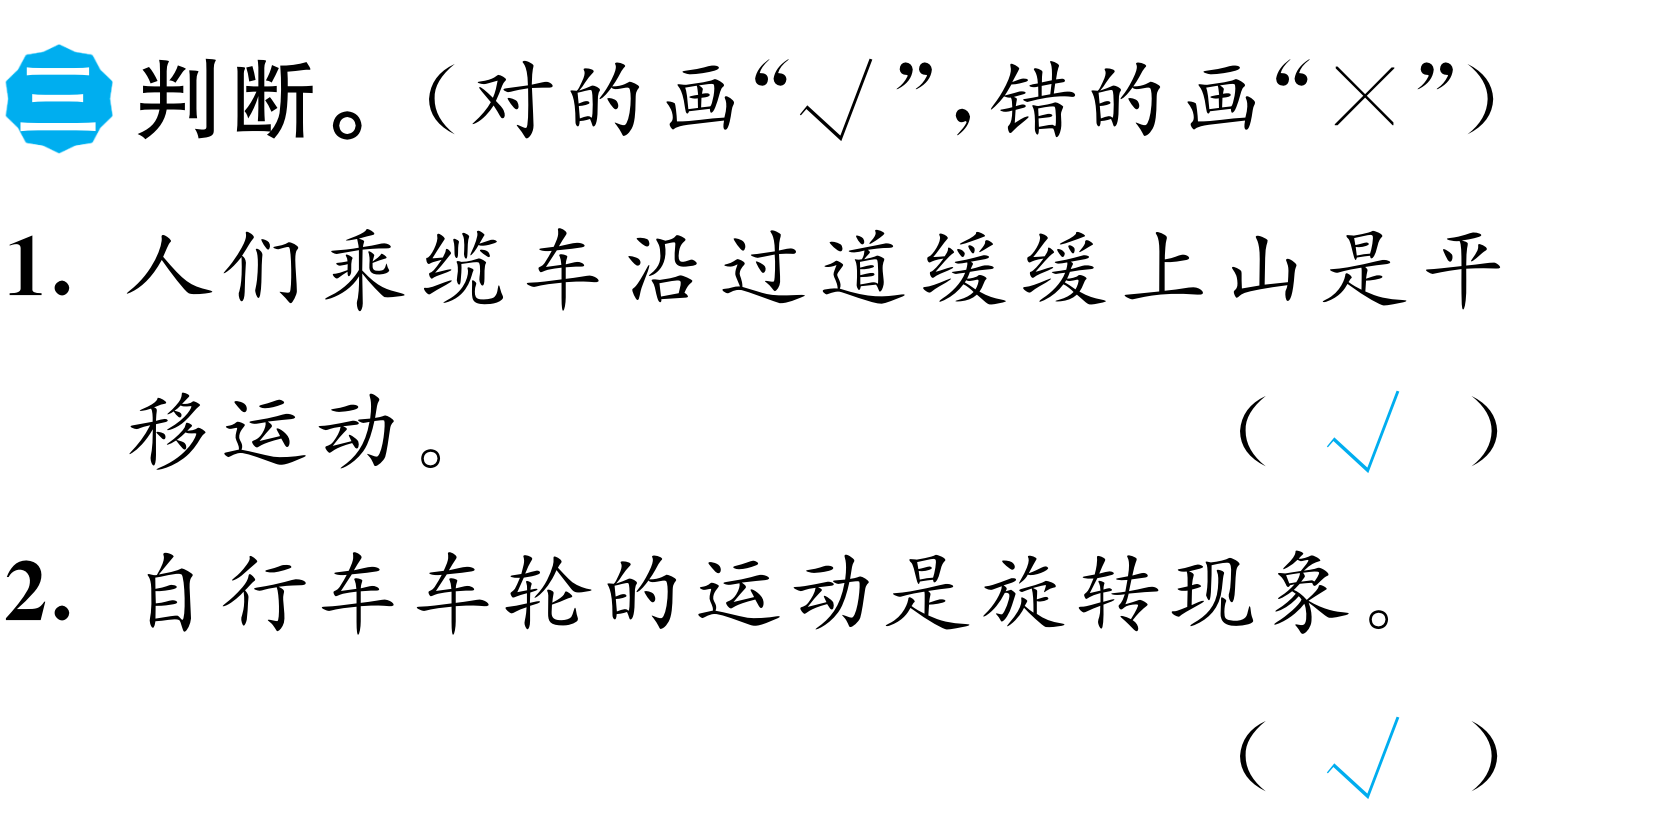 三 判断。（对的画“√”，错的画“×”）
1. 人们乘缆车沿过道缓缓上山是平
移运动。 （ √ ）
2. 自行车车轮的运动是旋转现象。
（ √ ）